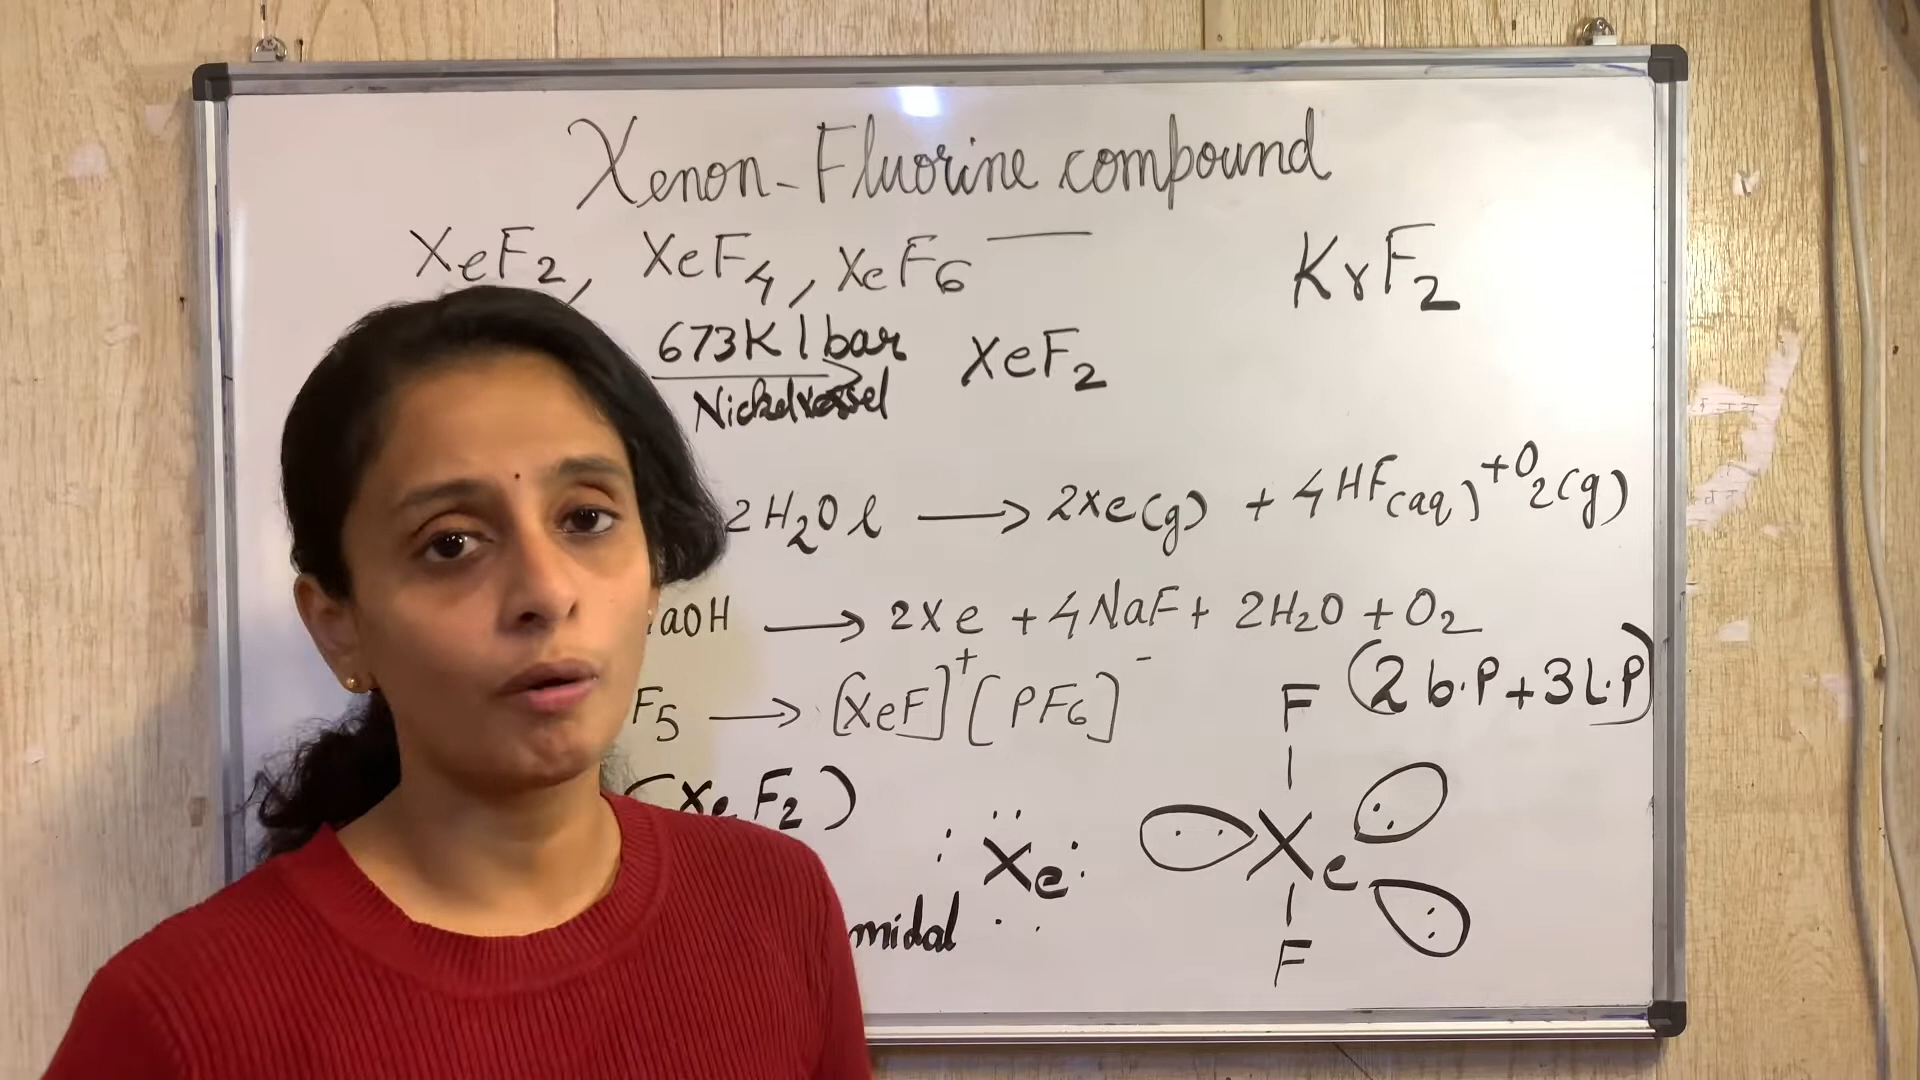 Xenon-Fluorine compound
XeF2, XeF4, XeF6
KrF2
673K 1bar
Nickel vessel
XeF2
2H2O l → 2xe(g) + 4HF(aq) + O2(g)
aOH → 2Xe + 4NaF + 2H2O + O2
F5 → [XeF]+ [PF6]-
(2 b.P + 3 L.P)
F
(XeF2)
Xe
Xe
midal
F